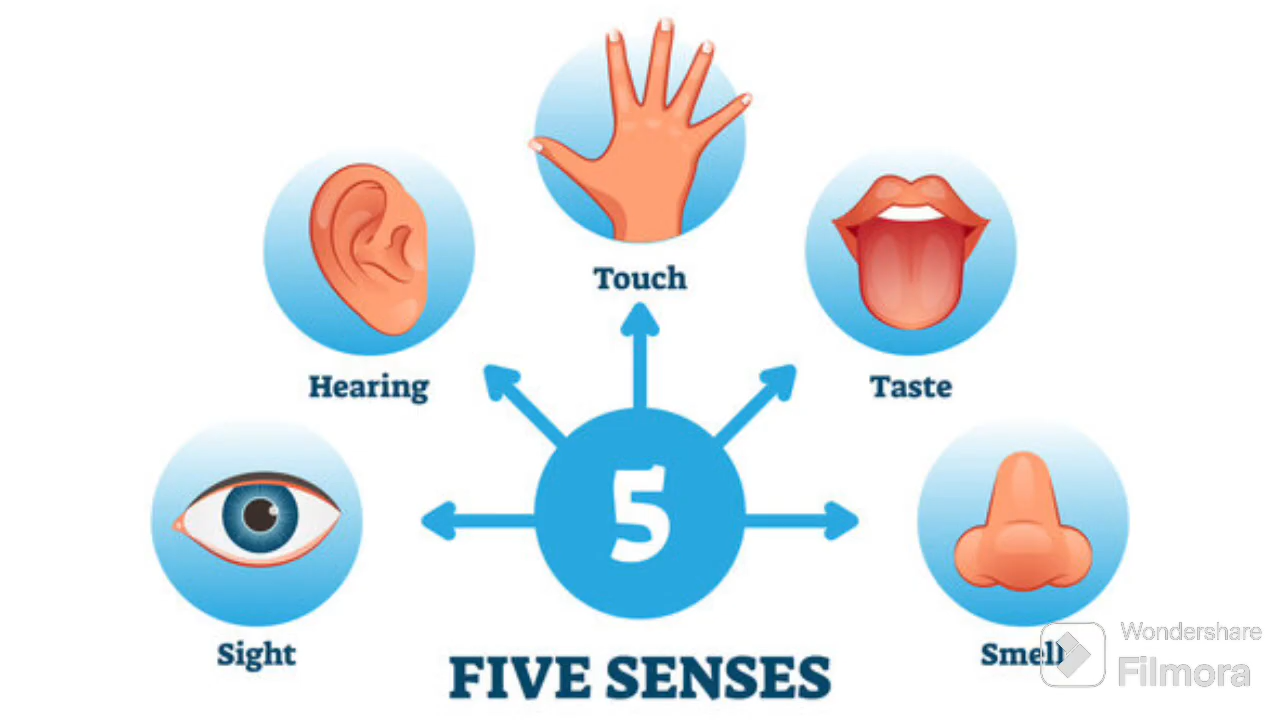 Touch
Hearing
Taste
5
Sight
Smell
FIVE SENSES
Wondershare
Filmora